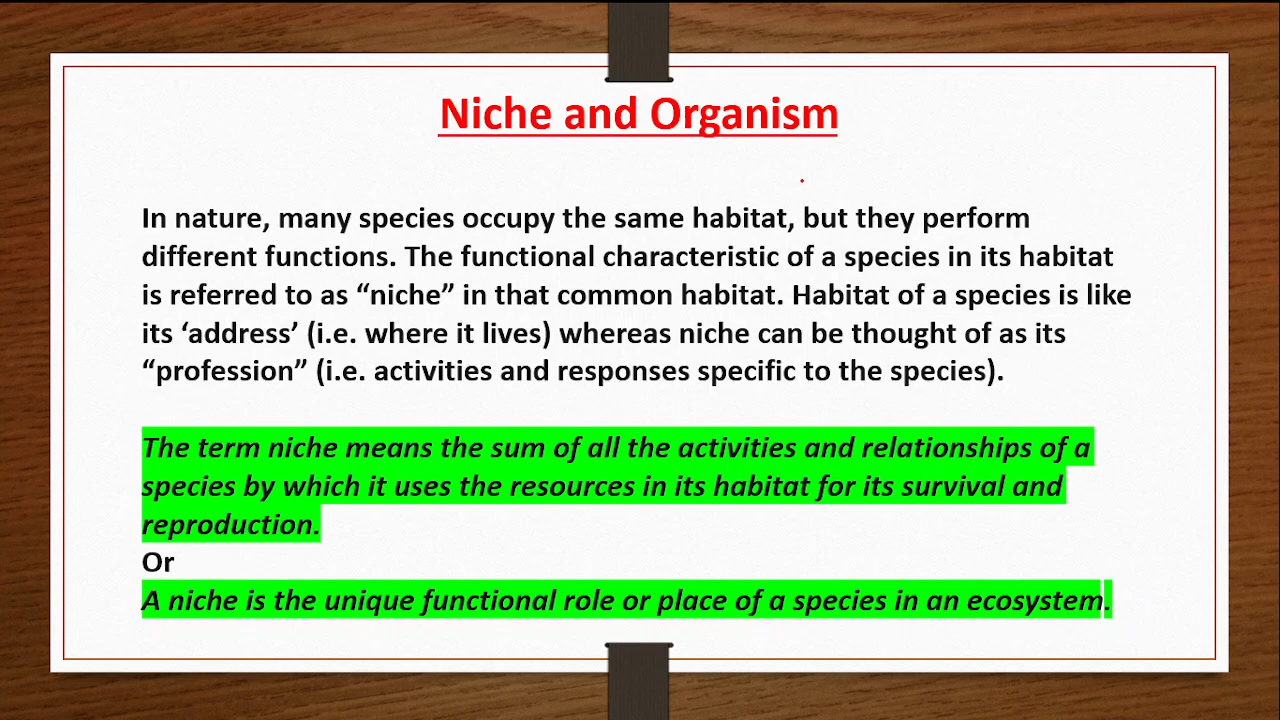 Niche and Organism
In nature, many species occupy the same habitat, but they perform
different functions. The functional characteristic of a species in its habitat
is referred to as “niche” in that common habitat. Habitat of a species is like
its ‘address’ (i.e. where it lives) whereas niche can be thought of as its
“profession” (i.e. activities and responses specific to the species).
The term niche means the sum of all the activities and relationships of a
species by which it uses the resources in its habitat for its survival and
reproduction.
Or
A niche is the unique functional role or place of a species in an ecosystem.